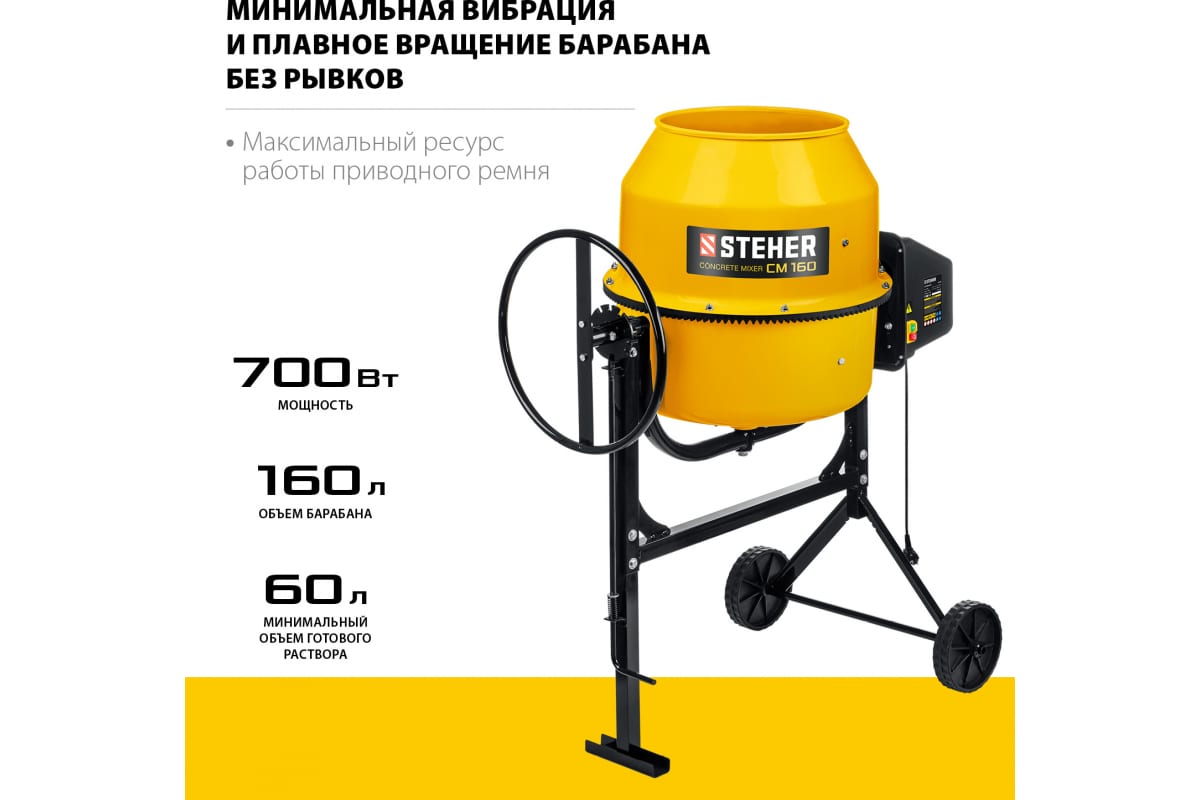 МИНИМАЛЬНАЯ ВИБРАЦИЯ
И ПЛАВНОЕ ВРАЩЕНИЕ БАРАБАНА
БЕЗ РЫВКОВ
• Максимальный ресурс
работы приводного ремня
STEHER
CONCRETE MIXER CM 160
STEHER
700 Вт
МОЩНОСТЬ
160 л
ОБЪЕМ БАРАБАНА
60 л
МИНИМАЛЬНЫЙ
ОБЪЕМ ГОТОВОГО
РАСТВОРА